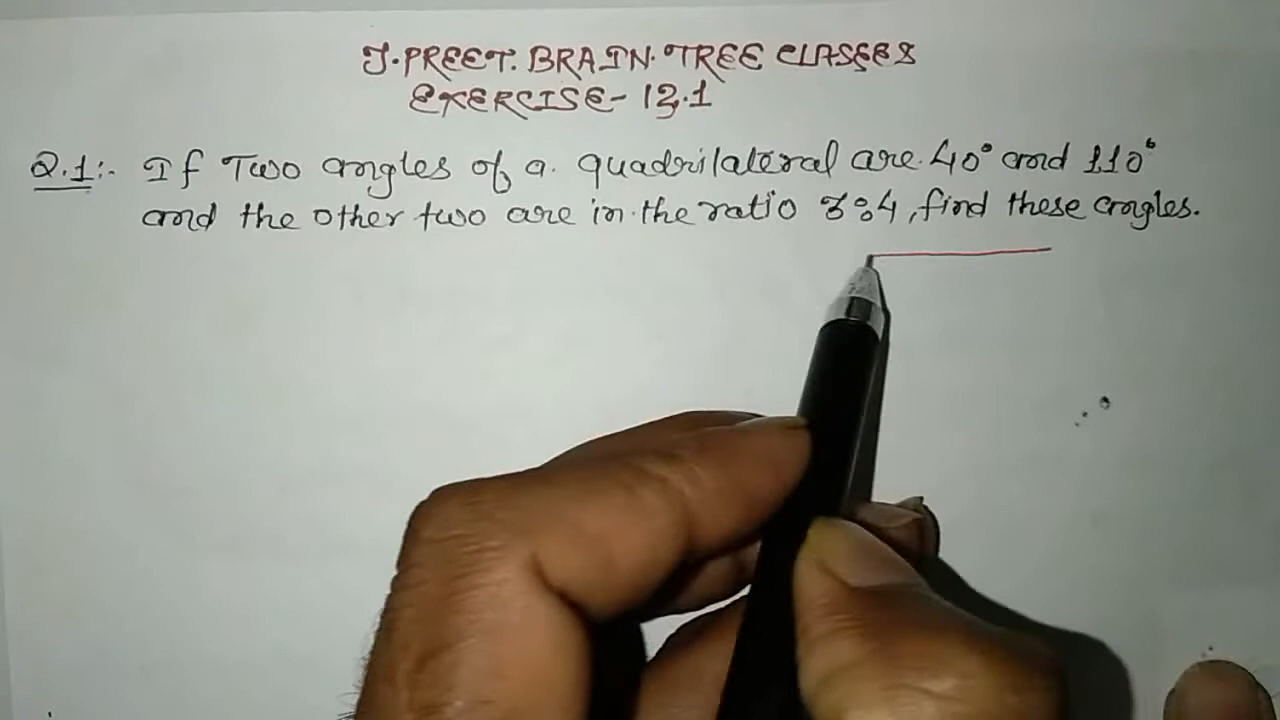 J.PREET. BRAIN. TREE CLASSES
EXERCISE- 13.1
Q.1:- If Two angles of a. quadrilateral are. 40° and 110°
and the other two are in the ratio 3:4, find these angles.